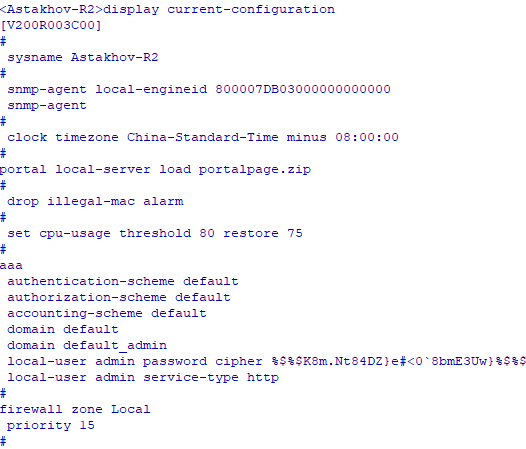 <Astakhov-R2>display current-configuration
[V200R003C00]
#
 sysname Astakhov-R2
#
 snmp-agent local-engineid 800007DB03000000000000
 snmp-agent
#
 clock timezone China-Standard-Time minus 08:00:00
#
portal local-server load portalpage.zip
#
 drop illegal-mac alarm
#
 set cpu-usage threshold 80 restore 75
#
aaa
 authentication-scheme default
 authorization-scheme default
 accounting-scheme default
 domain default
 domain default_admin
 local-user admin password cipher %$%$K8m.Nt84DZ}e#<0`8bmE3Uw}%$%$
 local-user admin service-type http
#
firewall zone Local
 priority 15
#